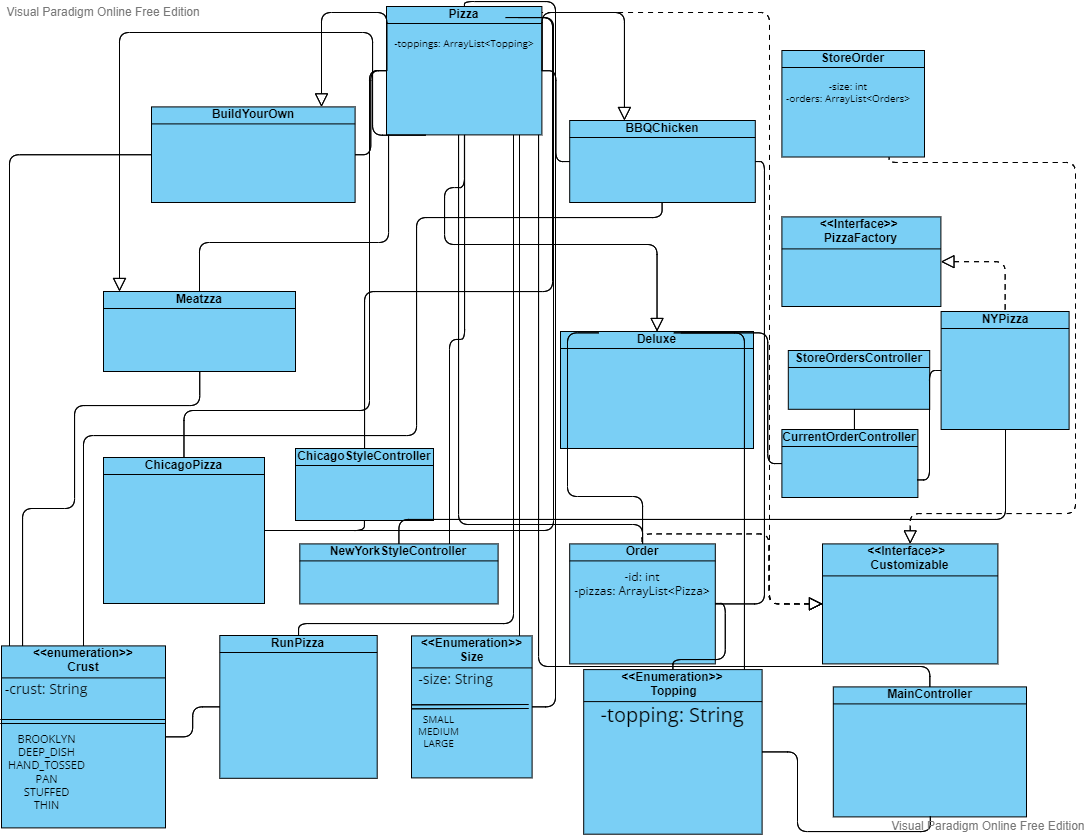 Visual Paradigm Online Free Edition
Pizza
-toppings: ArrayList<Topping>
StoreOrder
-size: int
-orders: ArrayList<Orders>
BuildYourOwn
BBQChicken
<<Interface>>
PizzaFactory
Meatzza
NYPizza
Deluxe
StoreOrdersController
CurrentOrderController
ChicagoPizza
ChicagoStyleController
NewYorkStyleController
Order
-id: int
-pizzas: ArrayList<Pizza>
<<Interface>>
Customizable
<<enumeration>>
Crust
-crust: String
BROOKLYN
DEEP_DISH
HAND_TOSSED
PAN
STUFFED
THIN
RunPizza
<<Enumeration>>
Size
-size: String
SMALL
MEDIUM
LARGE
<<Enumeration>>
Topping
-topping: String
MainController
Visual Paradigm Online Free Edition